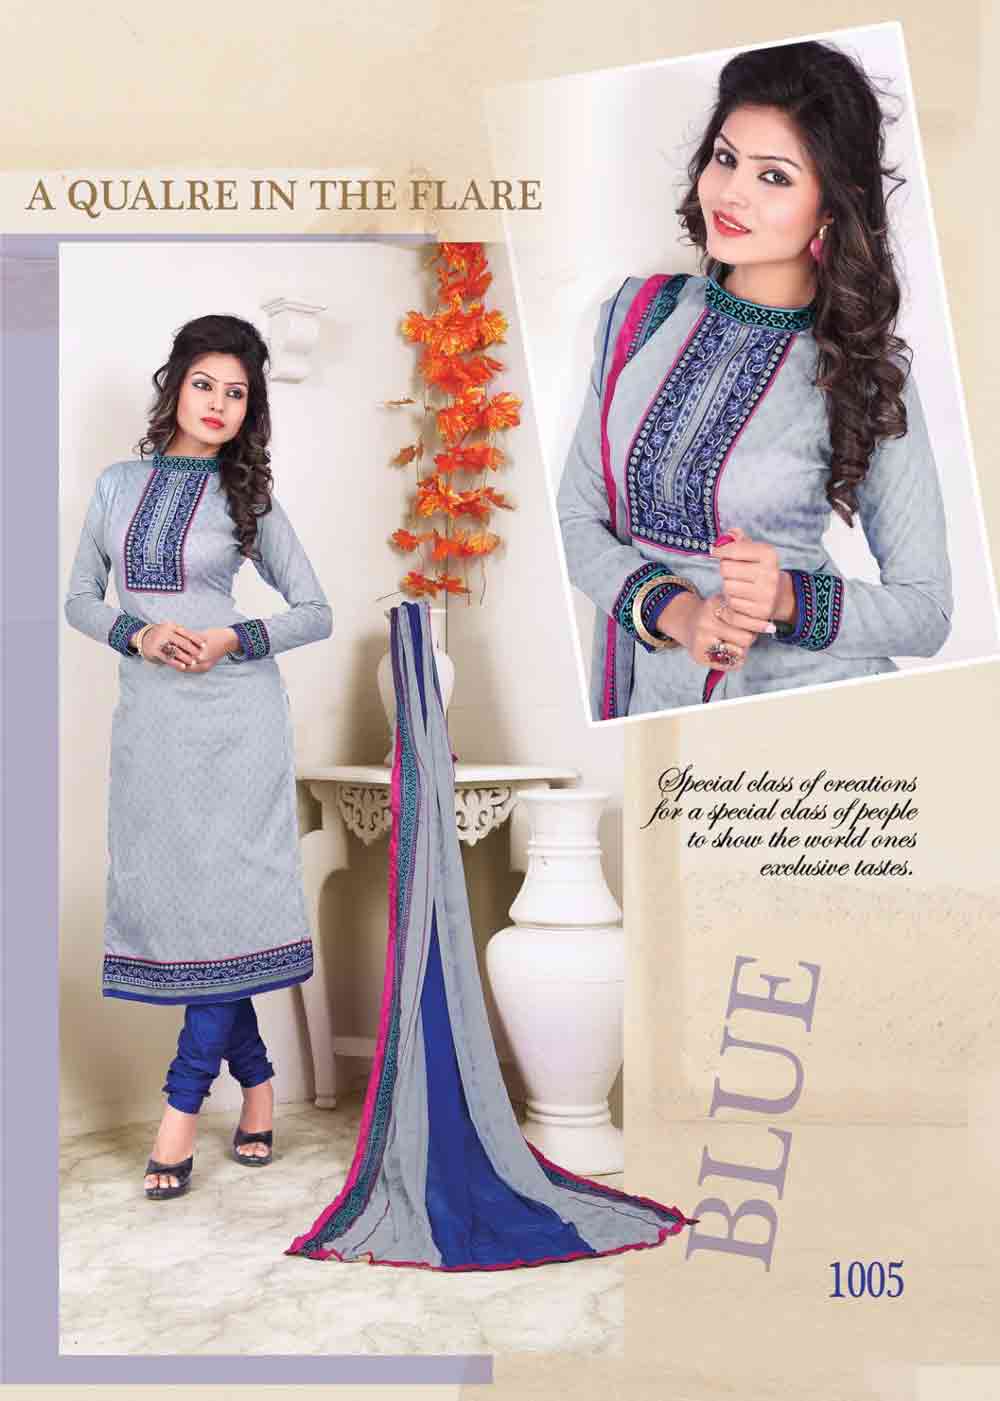 A QUALRE IN THE FLARE
Special class of creations
for a special class of people
to show the world ones
exclusive tastes.
BLUE
1005